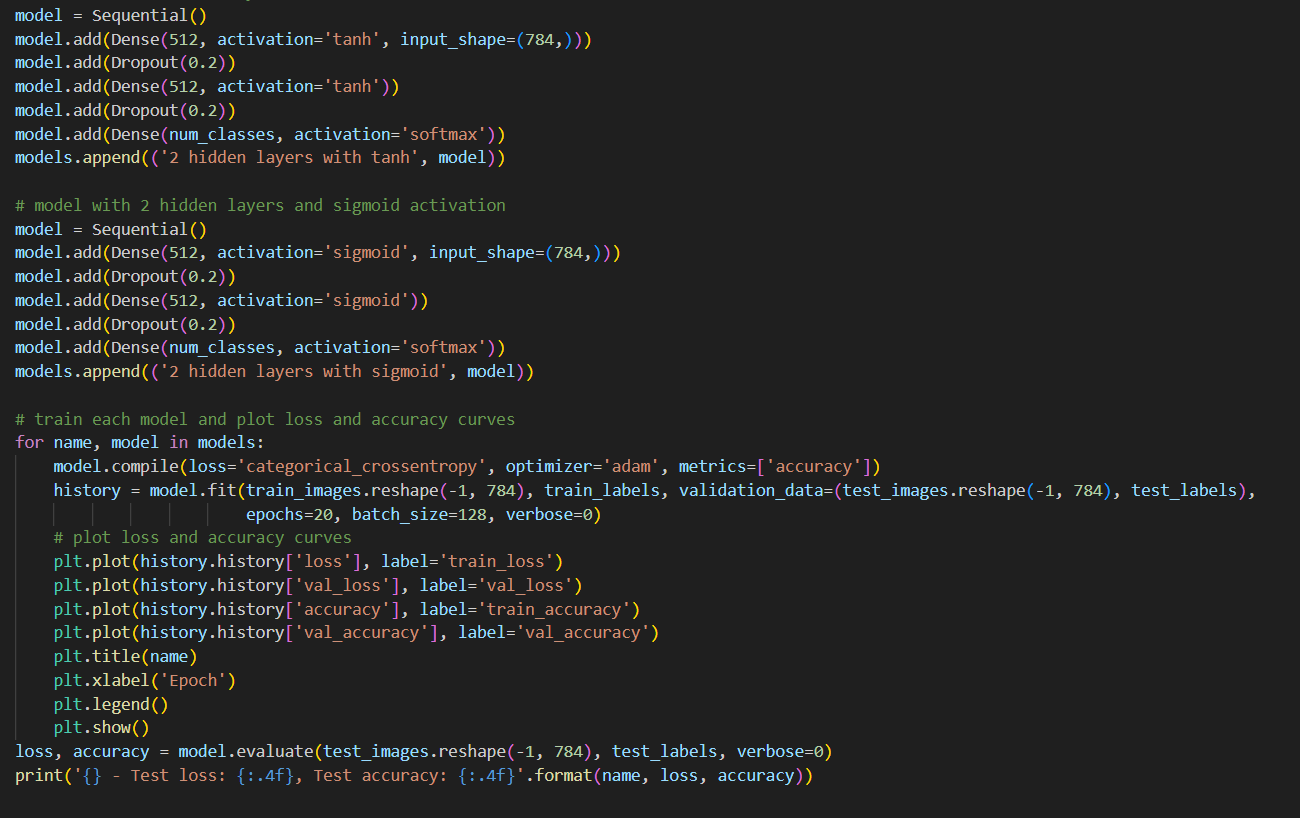 model = Sequential()
model.add(Dense(512, activation='tanh', input_shape=(784,)))
model.add(Dropout(0.2))
model.add(Dense(512, activation='tanh'))
model.add(Dropout(0.2))
model.add(Dense(num_classes, activation='softmax'))
models.append(('2 hidden layers with tanh', model))

# model with 2 hidden layers and sigmoid activation
model = Sequential()
model.add(Dense(512, activation='sigmoid', input_shape=(784,)))
model.add(Dropout(0.2))
model.add(Dense(512, activation='sigmoid'))
model.add(Dropout(0.2))
model.add(Dense(num_classes, activation='softmax'))
models.append(('2 hidden layers with sigmoid', model))

# train each model and plot loss and accuracy curves
for name, model in models:
    model.compile(loss='categorical_crossentropy', optimizer='adam', metrics=['accuracy'])
    history = model.fit(train_images.reshape(-1, 784), train_labels, validation_data=(test_images.reshape(-1, 784), test_labels),
                        epochs=20, batch_size=128, verbose=0)
    # plot loss and accuracy curves
    plt.plot(history.history['loss'], label='train_loss')
    plt.plot(history.history['val_loss'], label='val_loss')
    plt.plot(history.history['accuracy'], label='train_accuracy')
    plt.plot(history.history['val_accuracy'], label='val_accuracy')
    plt.title(name)
    plt.xlabel('Epoch')
    plt.legend()
    plt.show()
loss, accuracy = model.evaluate(test_images.reshape(-1, 784), test_labels, verbose=0)
print('{} - Test loss: {:.4f}, Test accuracy: {:.4f}'.format(name, loss, accuracy))